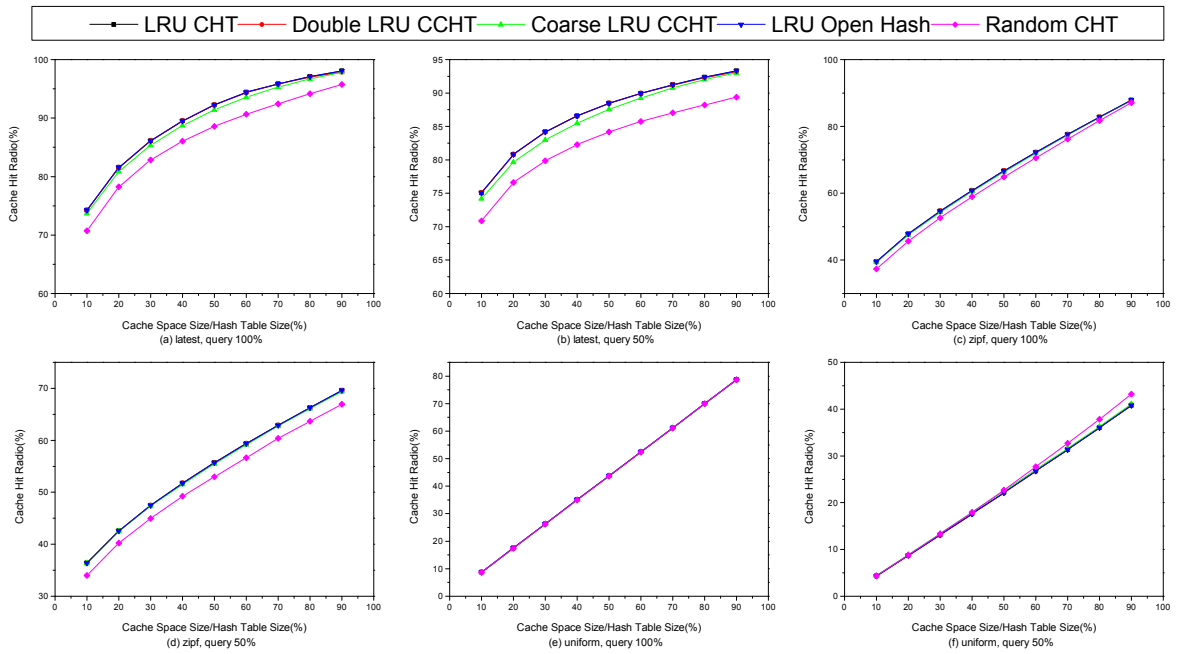 LRU CHT Double LRU CCHT Coarse LRU CCHT LRU Open Hash Random CHT
100
90
80
70
60
Cache Hit Radio(%)
0 10 20 30 40 50 60 70 80 90 100
Cache Space Size/Hash Table Size(%)
(a) latest, query 100%
95
90
85
80
75
70
65
60
Cache Hit Radio(%)
0 10 20 30 40 50 60 70 80 90 100
Cache Space Size/Hash Table Size(%)
(b) latest, query 50%
100
80
60
40
Cache Hit Radio(%)
0 10 20 30 40 50 60 70 80 90 100
Cache Space Size/Hash Table Size(%)
(c) zipf, query 100%
70
60
50
40
30
Cache Hit Radio(%)
0 10 20 30 40 50 60 70 80 90 100
Cache Space Size/Hash Table Size(%)
(d) zipf, query 50%
80
70
60
50
40
30
20
10
0
Cache Hit Radio(%)
0 10 20 30 40 50 60 70 80 90 100
Cache Space Size/Hash Table Size(%)
(e) uniform, query 100%
50
40
30
20
10
0
Cache Hit Radio(%)
0 10 20 30 40 50 60 70 80 90 100
Cache Space Size/Hash Table Size(%)
(f) uniform, query 50%